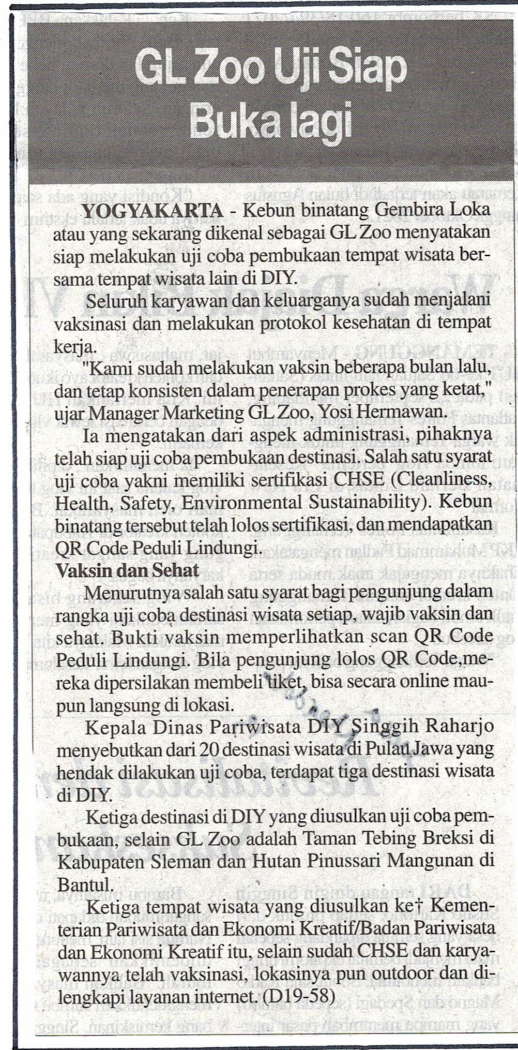 GL Zoo Uji Siap
Buka lagi
YOGYAKARTA - Kebun binatang Gembira Loka
atau yang sekarang dikenal sebagai GL Zoo menyatakan
siap melakukan uji coba pembukaan tempat wisata ber-
sama tempat wisata lain di DIY.
Seluruh karyawan dan keluarganya sudah menjalani
vaksinasi dan melakukan protokol kesehatan di tempat
kerja.
"Kami sudah melakukan vaksin beberapa bulan lalu,
dan tetap konsisten dalam penerapan prokes yang ketat,"
ujar Manager Marketing GL Zoo, Yosi Hermawan.
Ia mengatakan dari aspek administrasi, pihaknya
telah siap uji coba pembukaan destinasi. Salah satu syarat
uji coba yakni memiliki sertifikasi CHSE (Cleanliness,
Health, Safety, Environmental Sustainability). Kebun
binatang tersebut telah lolos sertifikasi, dan mendapatkan
QR Code Peduli Lindungi.
Vaksin dan Sehat
Menurutnya salah satu syarat bagi pengunjung dalam
rangka uji coba destinasi wisata setiap, wajib vaksin dan
sehat. Bukti vaksin memperlihatkan scan QR Code
Peduli Lindungi. Bila pengunjung lolos QR Code,me-
reka dipersilakan membeli tiket, bisa secara online mau-
pun langsung di lokasi.
Kepala Dinas Pariwisata DIY Singgih Raharjo
menyebutkan dari 20 destinasi wisata di Pulau Jawa yang
hendak dilakukan uji coba, terdapat tiga destinasi wisata
di DIY.
Ketiga destinasi di DIY yang diusulkan uji coba pem-
bukaan, selain GL Zoo adalah Taman Tebing Breksi di
Kabupaten Sleman dan Hutan Pinussari Mangunan di
Bantul.
Ketiga tempat wisata yang diusulkan ke† Kemen-
terian Pariwisata dan Ekonomi Kreatif/Badan Pariwisata
dan Ekonomi Kreatif itu, selain sudah CHSE dan karya-
wannya telah vaksinasi, lokasinya pun outdoor dan di-
lengkapi layanan internet. (D19-58)